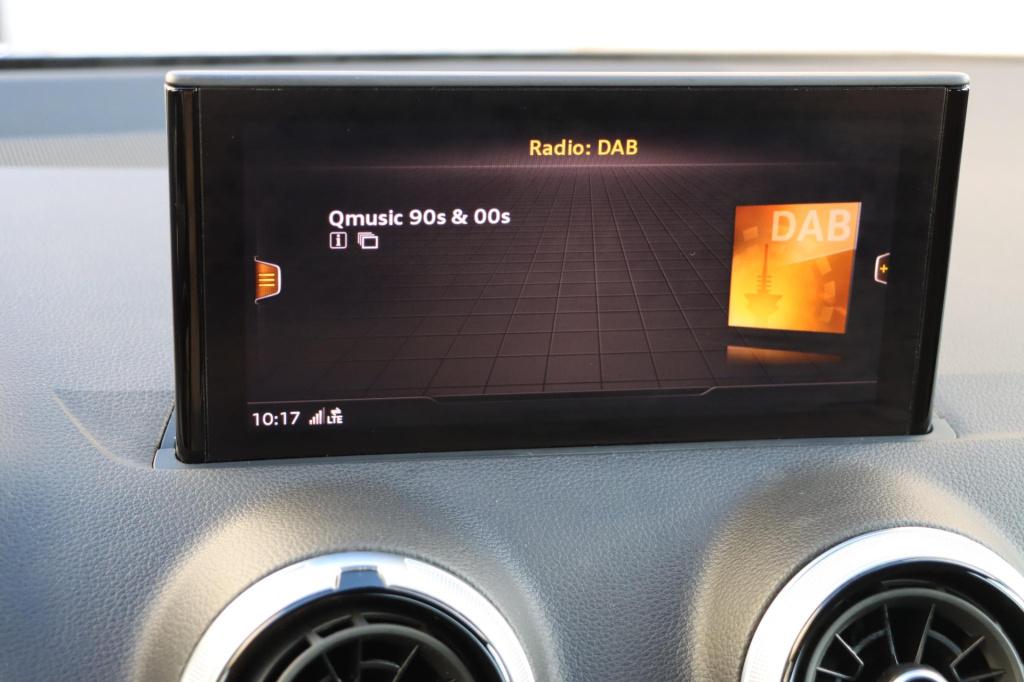 Radio: DAB
Qmusic 90s & 00s
DAB
10:17 LTE